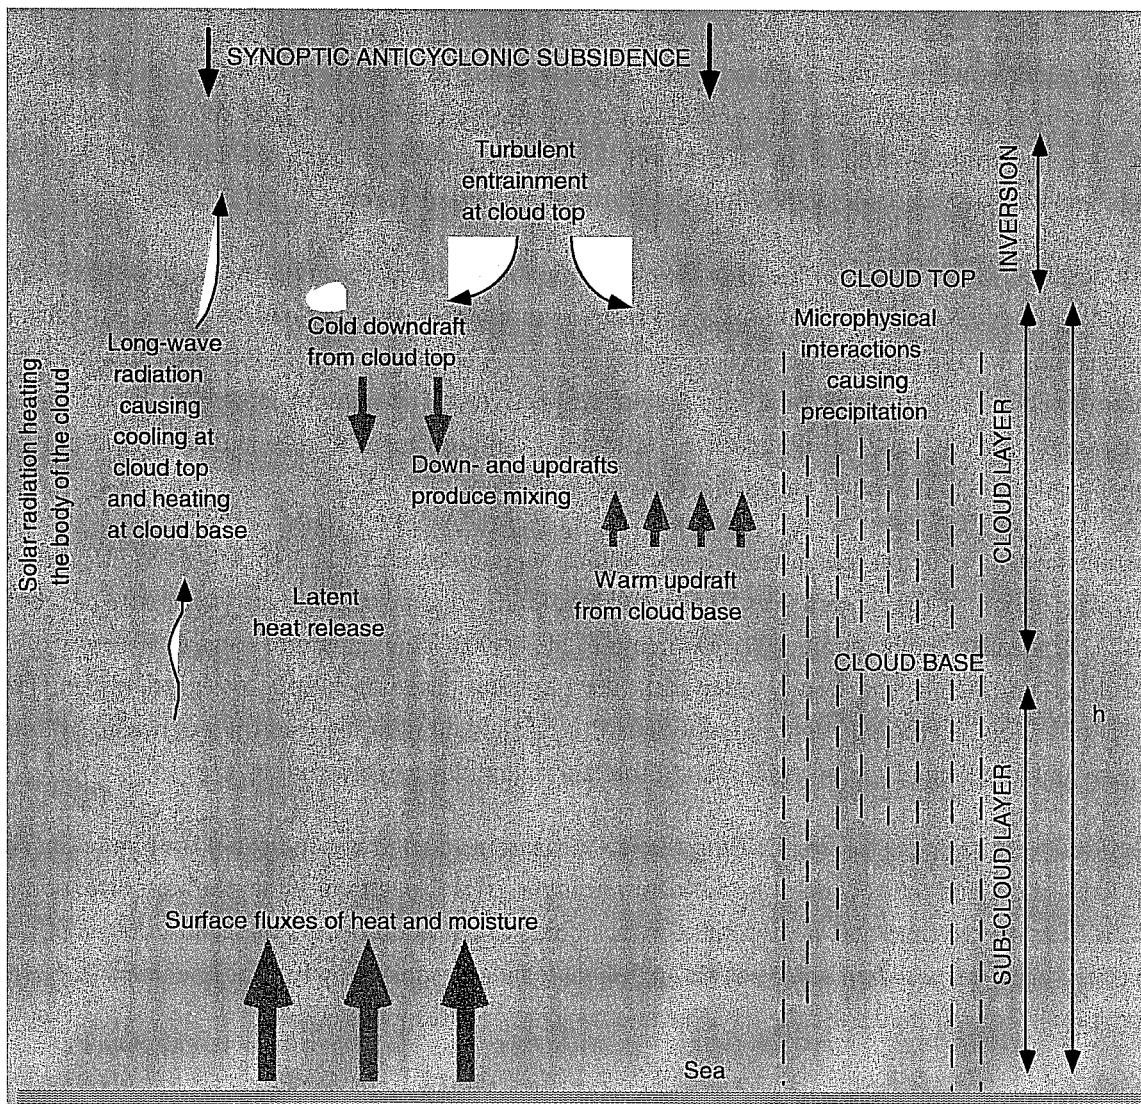 SYNOPTIC ANTICYCLONIC SUBSIDENCE
Turbulent
entrainment
at cloud top
INVERSION
CLOUD TOP
Cold downdraft
from cloud top
Microphysical
interactions
causing
precipitation
Long-wave
radiation
causing
cooling at
cloud top
and heating
at cloud base
Solar radiation heating
the body of the cloud
Down- and updrafts
produce mixing
CLOUD LAYER
Warm updraft
from cloud base
Latent
heat release
CLOUD BASE
h
SUB-CLOUD LAYER
Surface fluxes of heat and moisture
Sea